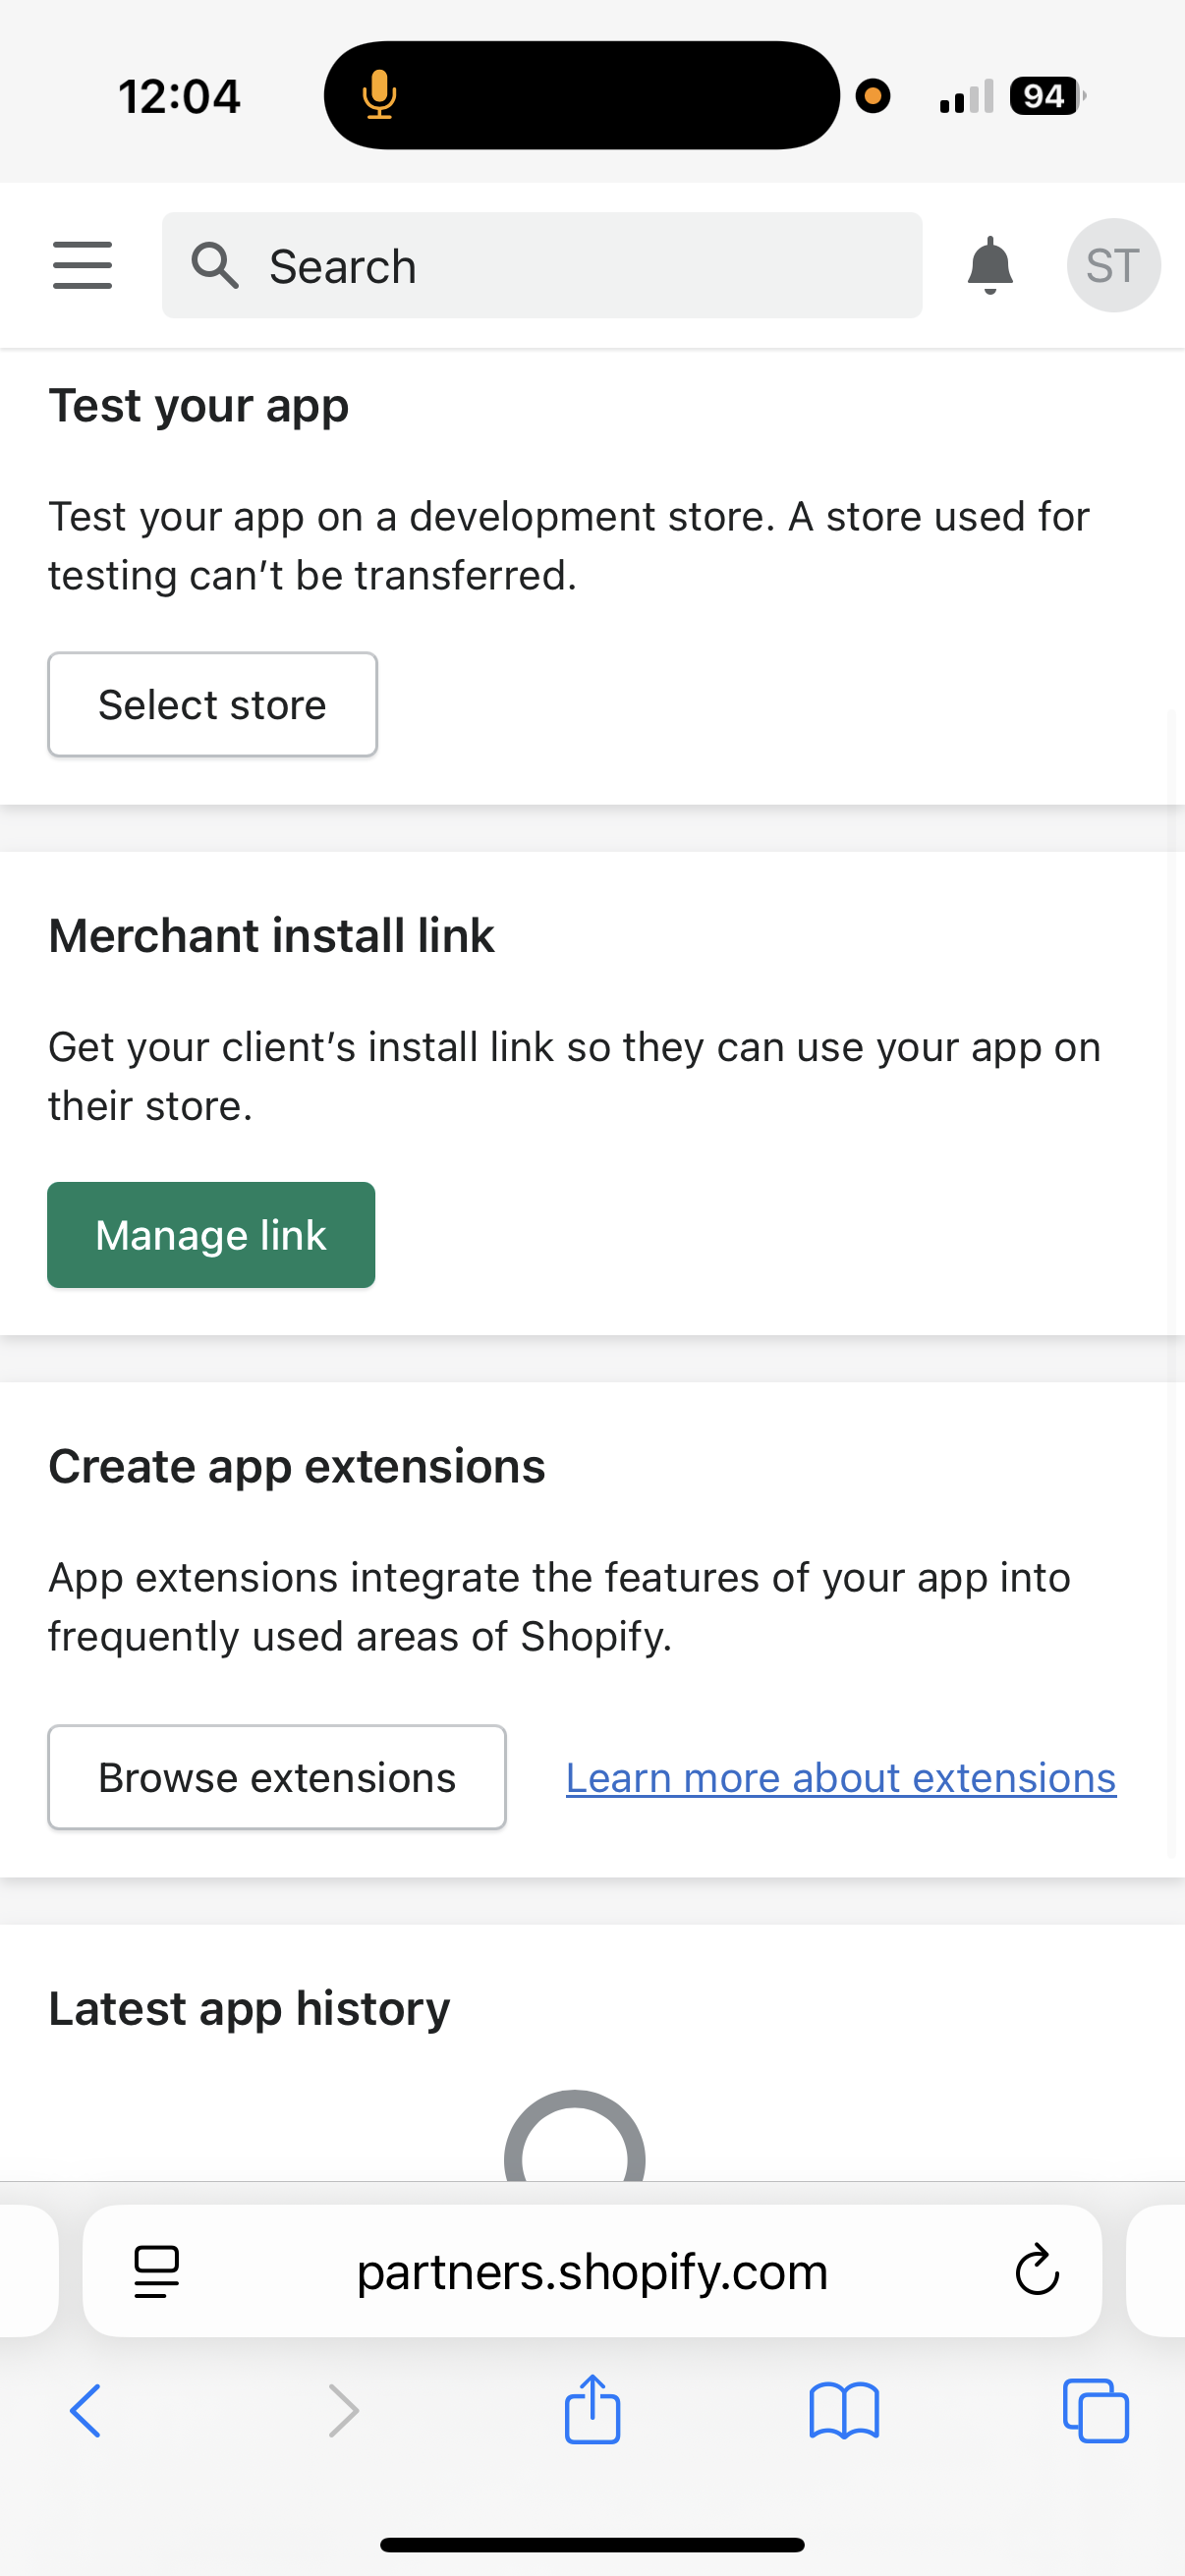 12:04
94
Search
ST
Test your app
Test your app on a development store. A store used for
testing can’t be transferred.
Select store
Merchant install link
Get your client’s install link so they can use your app on
their store.
Manage link
Create app extensions
App extensions integrate the features of your app into
frequently used areas of Shopify.
Browse extensions
Learn more about extensions
Latest app history
partners.shopify.com